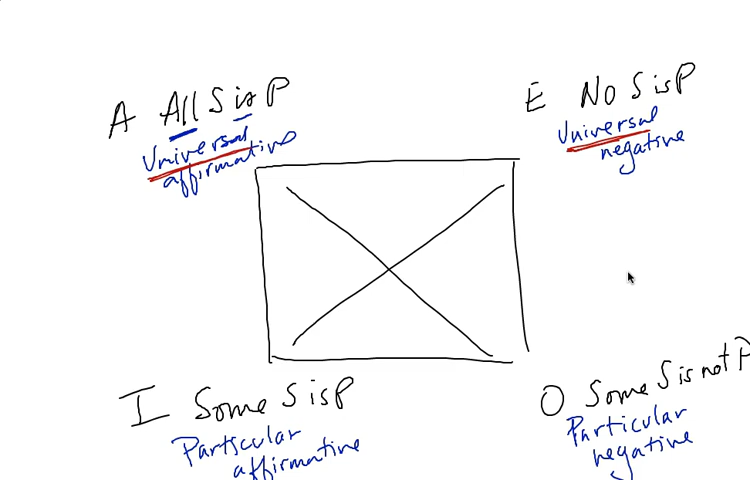 A All S is P
Universal
affirmative
E No S is P
Universal
negative
I Some S is P
Particular
affirmative
O Some S is not P
Particular
negative